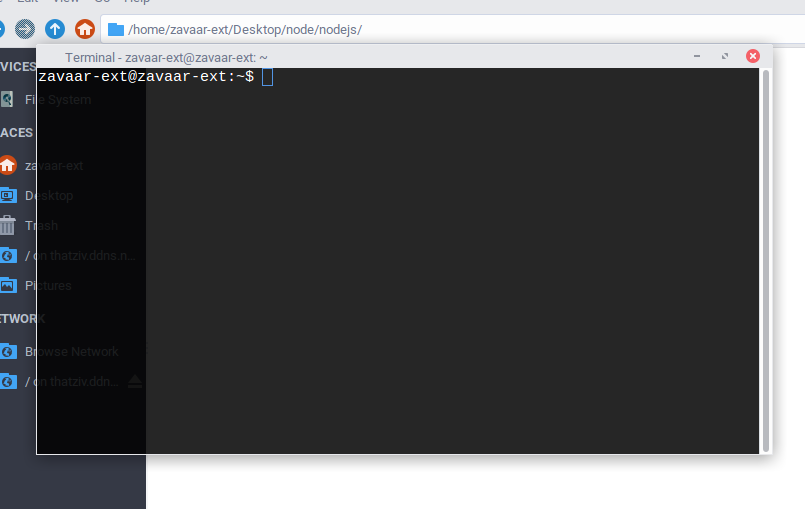 Edit View Go Help
/home/zavaar-ext/Desktop/node/nodejs/
Terminal - zavaar-ext@zavaar-ext: ~
zavaar-ext@zavaar-ext:~$
VICES
File System
ACES
zavaar-ext
Desktop
Trash
/ on thatziv.ddns.n...
Pictures
ETWORK
Browse Network
/ on thatziv.ddn...